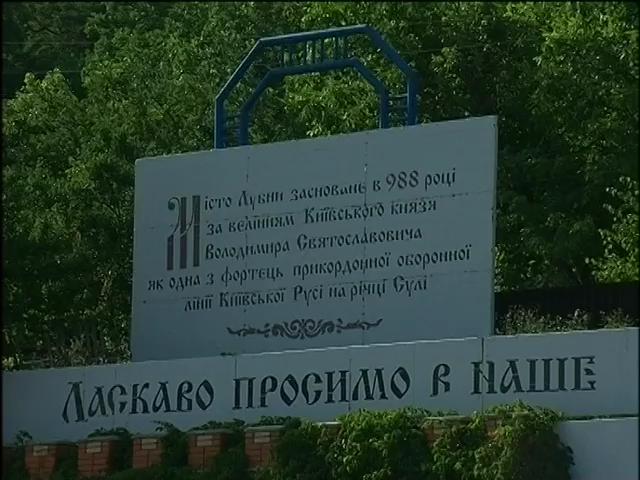 Місто Лубни засновань в 988 році
за велінням Київського князя
Володимира Святославовича
як одна з фортець прикордонної оборонної
лінії Київської Русі на річці Сулі
Ласкаво просимо в наше